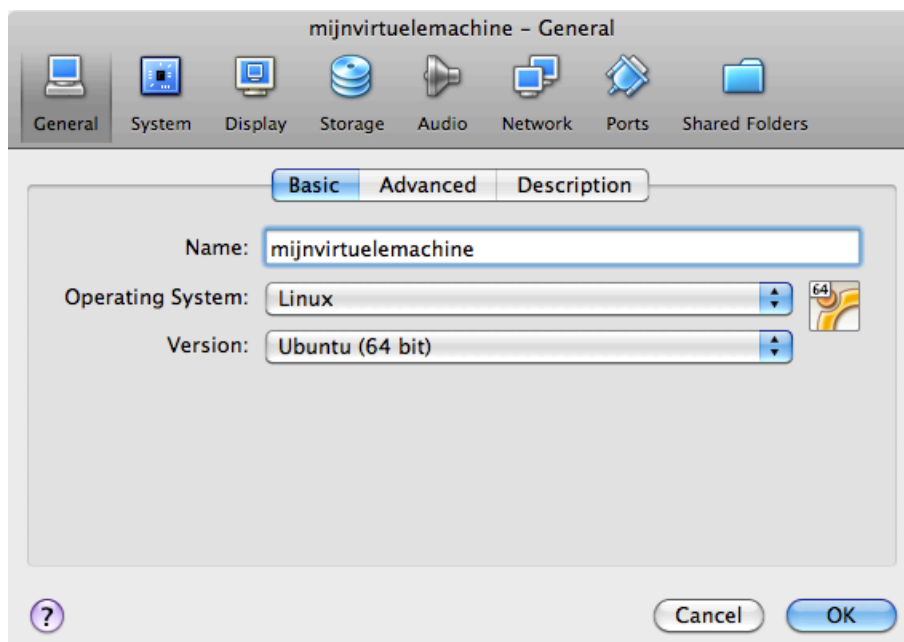 mijnvirtuelemachine – General
General System Display Storage Audio Network Ports Shared Folders
Basic Advanced Description
Name: mijnvirtuelemachine
Operating System: Linux
64
Version: Ubuntu (64 bit)
? Cancel OK